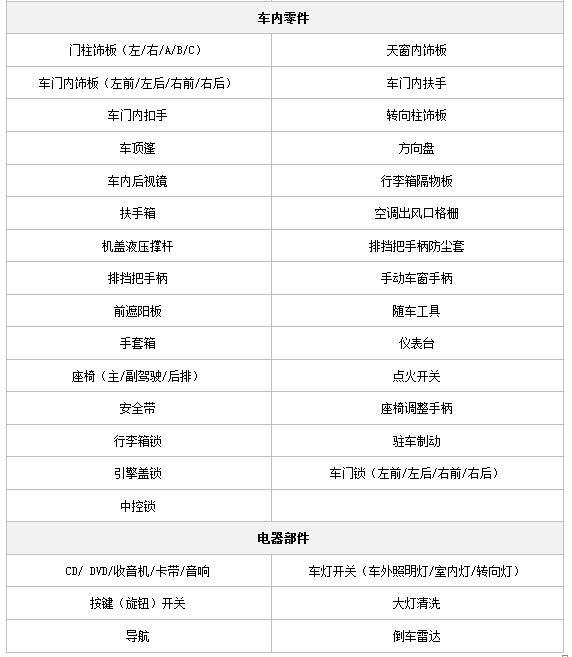 车内零件
门柱饰板（左/右/A/B/C） 天窗内饰板
车门内饰板（左前/左后/右前/右后） 车门内扶手
车门内扣手 转向柱饰板
车顶篷 方向盘
车内后视镜 行李箱隔物板
扶手箱 空调出风口格栅
机盖液压撑杆 排挡把手柄防尘套
排挡把手柄 手动车窗手柄
前遮阳板 随车工具
手套箱 仪表台
座椅（主/副驾驶/后排） 点火开关
安全带 座椅调整手柄
行李箱锁 驻车制动
引擎盖锁 车门锁（左前/左后/右前/右后）
中控锁
电器部件
CD/ DVD/收音机/卡带/音响 车灯开关（车外照明灯/室内灯/转向灯）
按键（旋钮）开关 大灯清洗
导航 倒车雷达